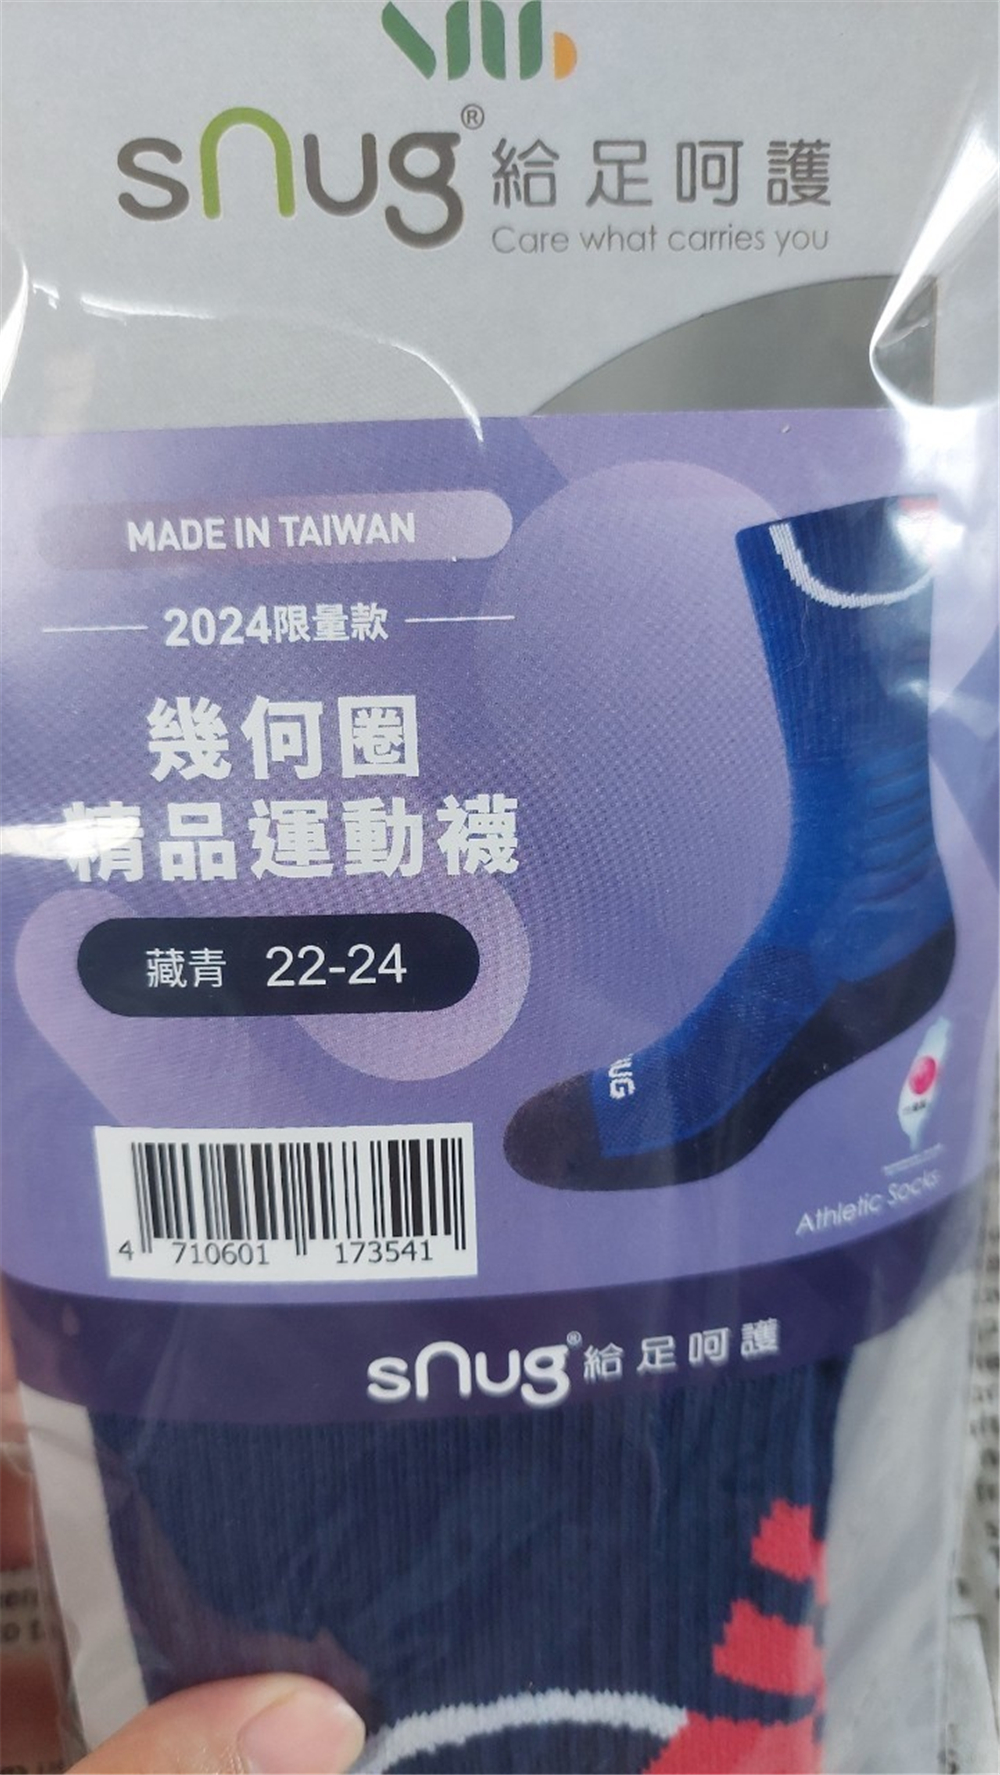 snug® 給足呵護
Care what carries you
MADE IN TAIWAN
2024限量款
幾何圈
精品運動襪
藏青 22-24
UG
4 710601 173541
Athletic Socks
snug® 給足呵護